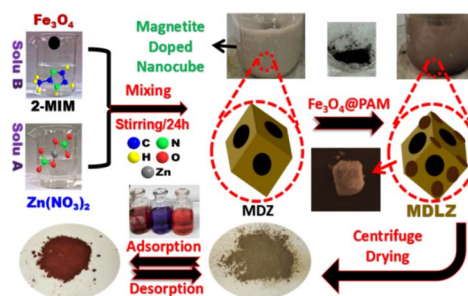 Fe₃O₄
Solu B
2-MIM
Solu A
Zn(NO₃)₂
Mixing
Stirring/24h
C N
H O
Zn
Magnetite
Doped
Nanocube
MDZ
Fe₃O₄@PAM
MDLZ
Centrifuge
Drying
Adsorption
Desorption